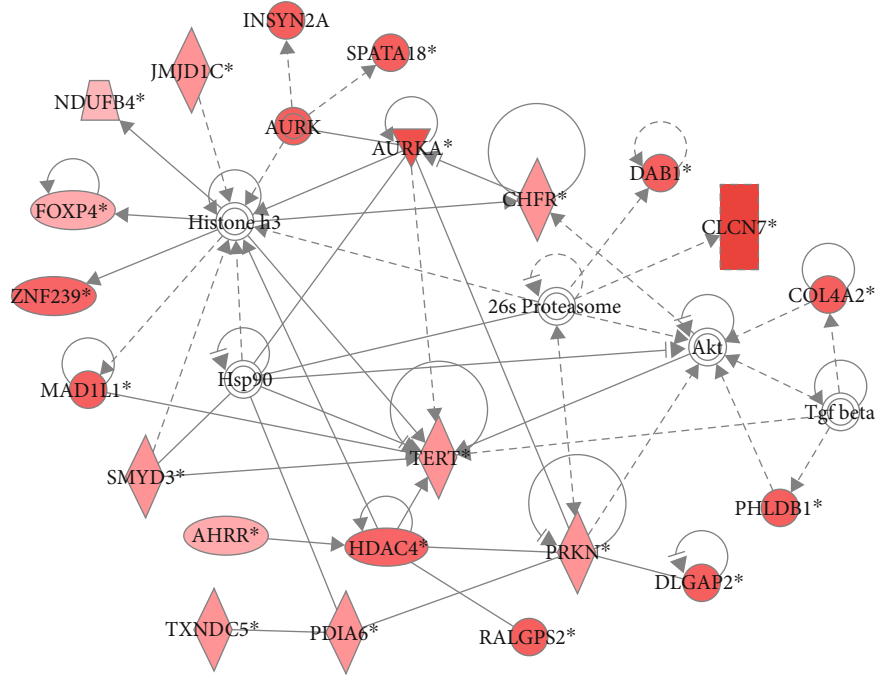 INSYN2A
SPATA18*
JMJD1C*
NDUFB4*
AURK
AURKA*
DAB1*
CHFR*
FOXP4*
Histone h3
CLCN7*
ZNF239*
26s Proteasome
COL4A2*
Akt
Hsp90
MAD1L1*
Tgf beta
TERT*
SMYD3*
PHLDB1*
AHRR*
HDAC4*
PRKN*
DLGAP2*
TXNDC5*
PDIA6*
RALGPS2*